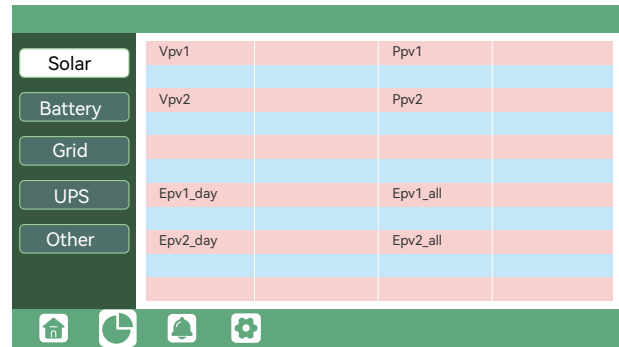 Solar
Battery
Grid
UPS
Other
Vpv1 Ppv1
Vpv2 Ppv2
Epv1_day Epv1_all
Epv2_day Epv2_all